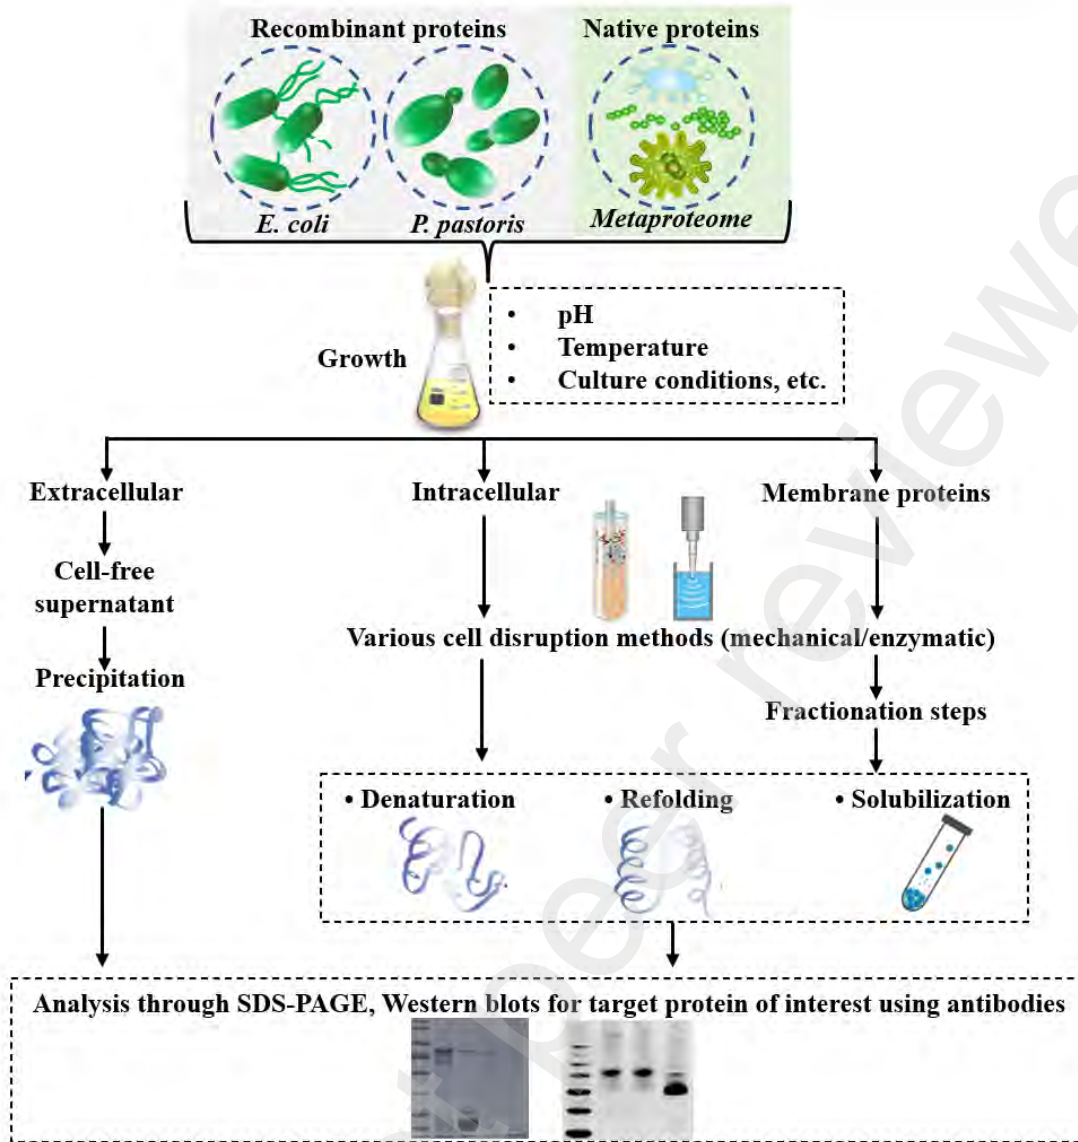 Recombinant proteins
Native proteins
E. coli
P. pastoris
Metaproteome
Growth
• pH
• Temperature
• Culture conditions, etc.
Extracellular
Intracellular
Membrane proteins
Cell-free
supernatant
Precipitation
Various cell disruption methods (mechanical/enzymatic)
Fractionation steps
• Denaturation
• Refolding
• Solubilization
Analysis through SDS-PAGE, Western blots for target protein of interest using antibodies
t peer reviewe